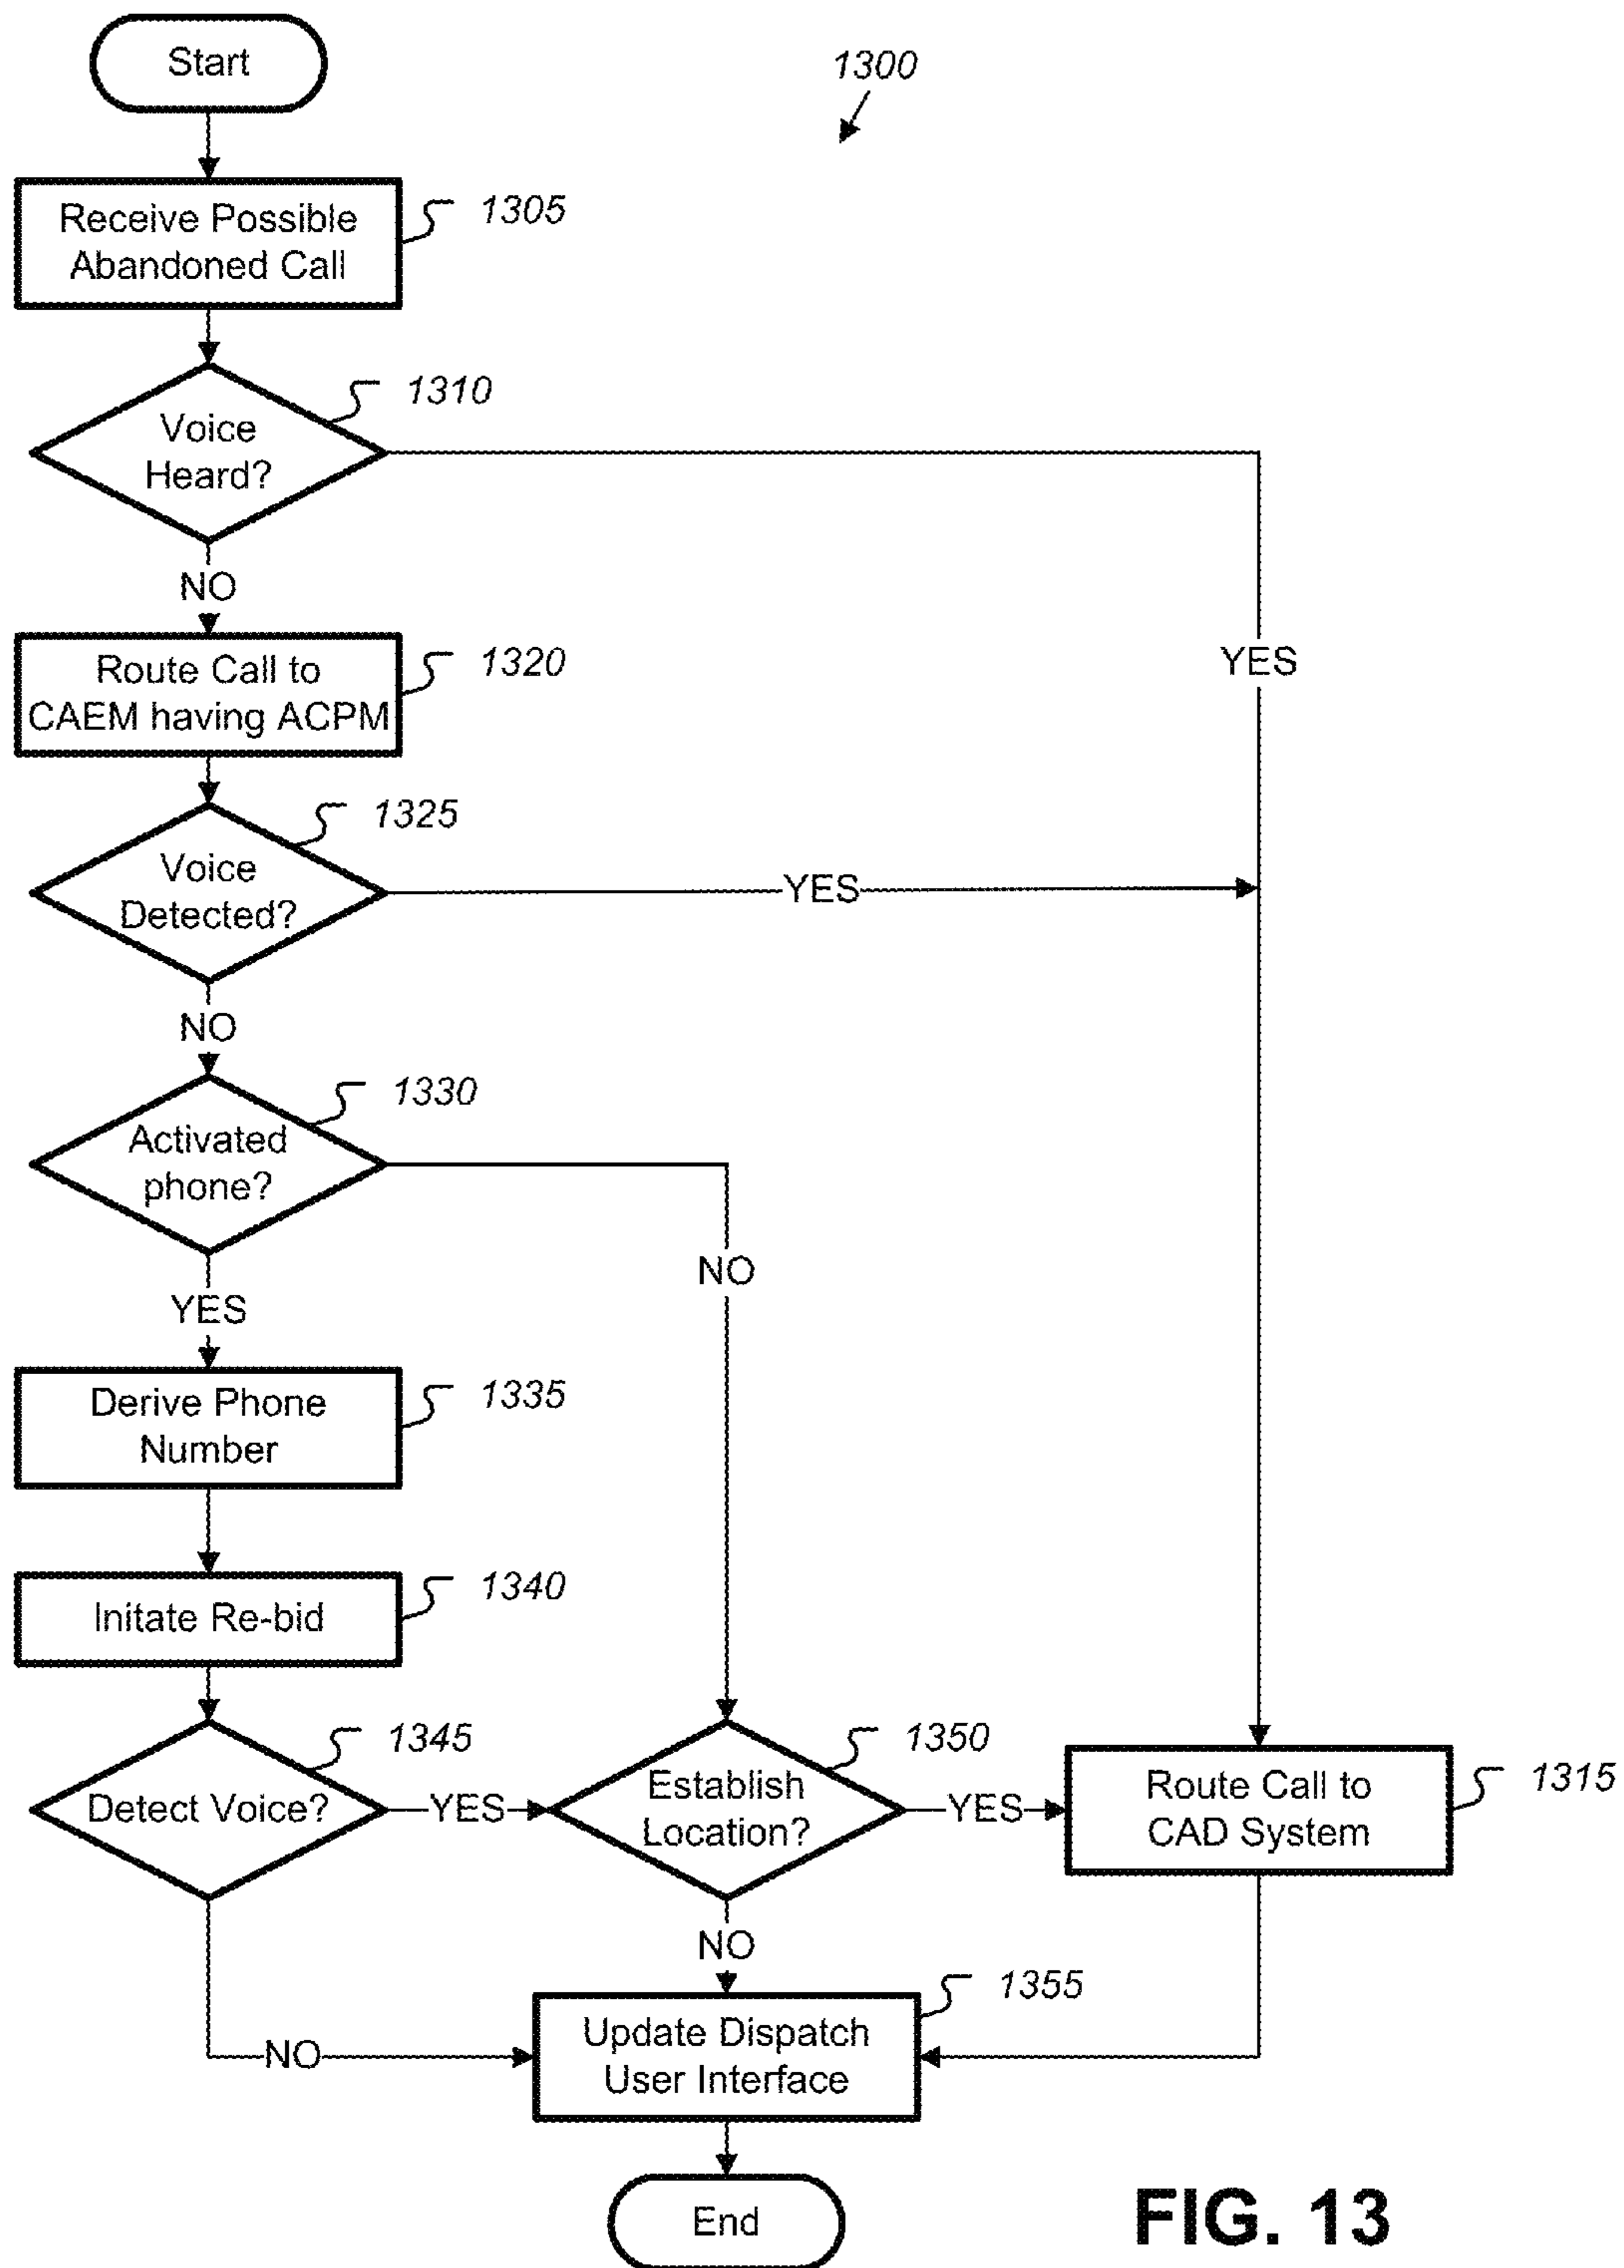 Start
1300
Receive Possible
Abandoned Call
1305
Voice
Heard?
1310
NO
YES
Route Call to
CAEM having ACPM
1320
Voice
Detected?
1325
YES
NO
Activated
phone?
1330
NO
YES
Derive Phone
Number
1335
Initate Re-bid
1340
Detect Voice?
1345
YES
Establish
Location?
1350
YES
Route Call to
CAD System
1315
NO
NO
Update Dispatch
User Interface
1355
End
FIG. 13